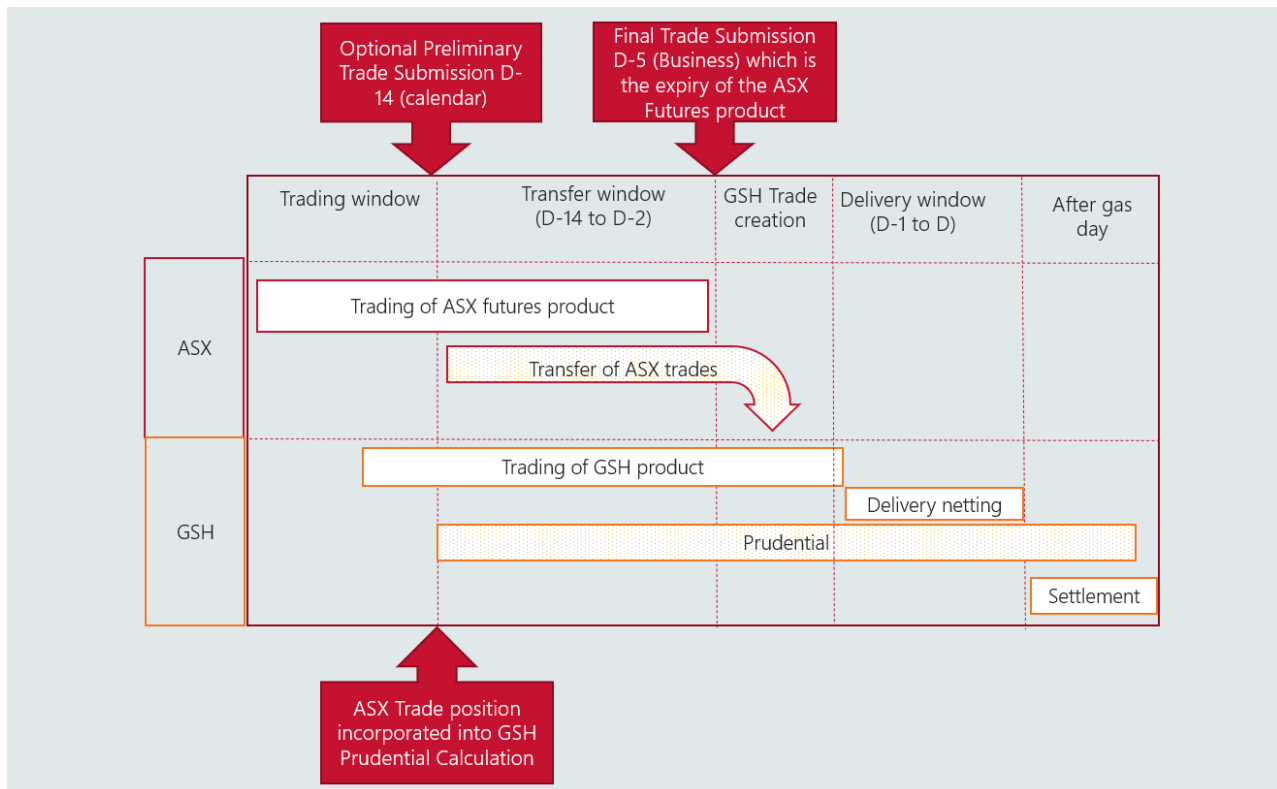 Optional Preliminary
Trade Submission D-
14 (calendar)
Final Trade Submission
D-5 (Business) which is
the expiry of the ASX
Futures product
Trading window
Transfer window
(D-14 to D-2)
GSH Trade
creation
Delivery window
(D-1 to D)
After gas
day
ASX
Trading of ASX futures product
Transfer of ASX trades
GSH
Trading of GSH product
Delivery netting
Prudential
Settlement
ASX Trade position
incorporated into GSH
Prudential Calculation